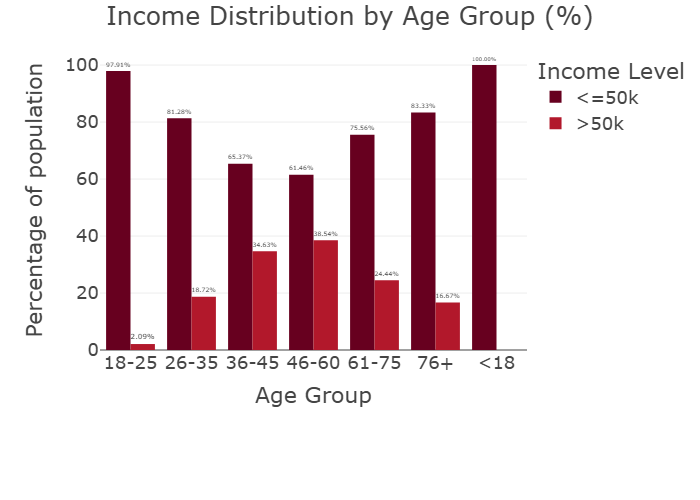 Income Distribution by Age Group (%)
Percentage of population
100
80
60
40
20
0
97.91%
2.09%
81.28%
18.72%
65.37%
34.63%
61.46%
38.54%
75.56%
24.44%
83.33%
16.67%
100.00%
18-25 26-35 36-45 46-60 61-75 76+ <18
Age Group
Income Level
<=50k
>50k